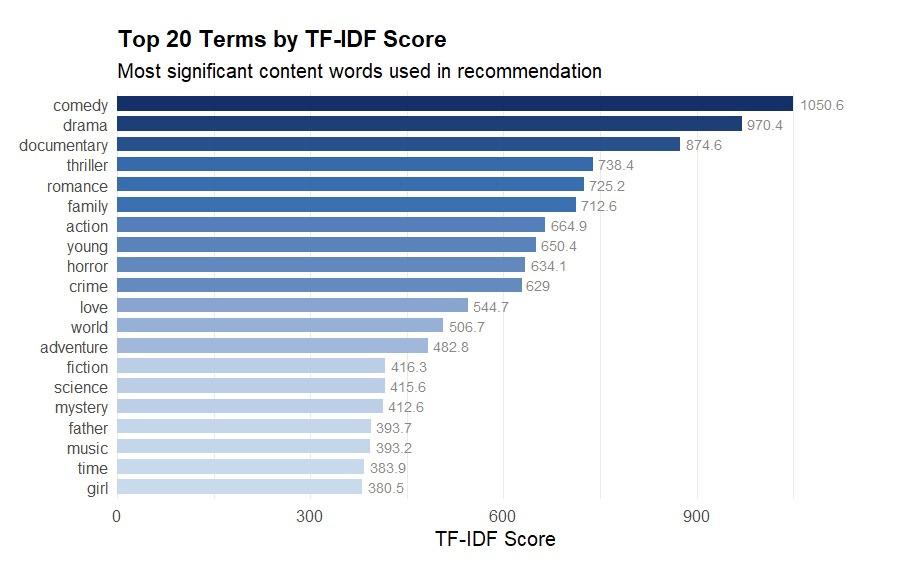 Top 20 Terms by TF-IDF Score
Most significant content words used in recommendation
comedy 1050.6
drama 970.4
documentary 874.6
thriller 738.4
romance 725.2
family 712.6
action 664.9
young 650.4
horror 634.1
crime 629
love 544.7
world 506.7
adventure 482.8
fiction 416.3
science 415.6
mystery 412.6
father 393.7
music 393.2
time 383.9
girl 380.5
0 300 600 900
TF-IDF Score